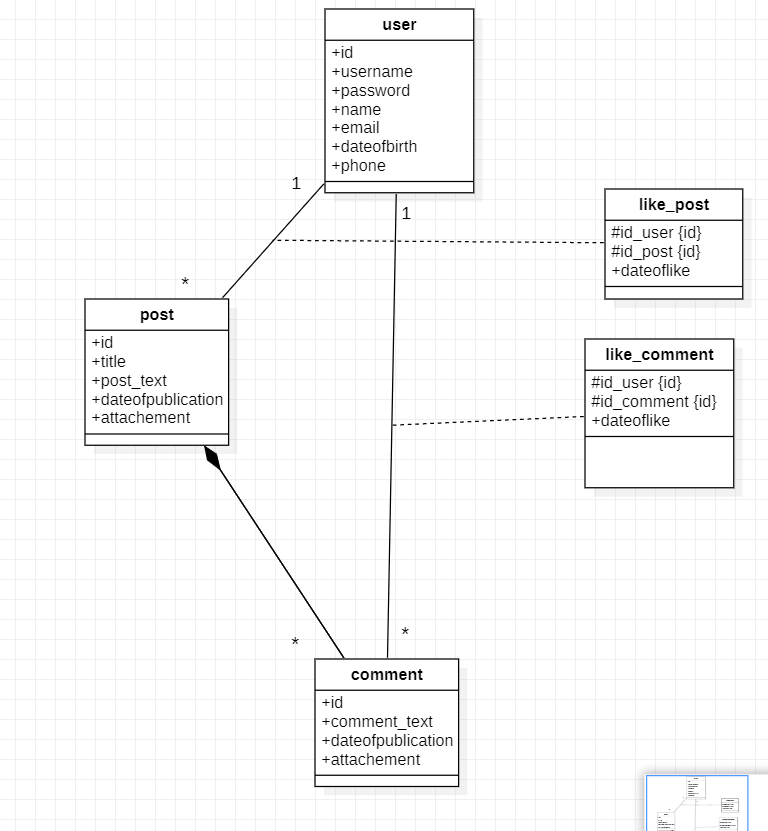 user
+id
+username
+password
+name
+email
+dateofbirth
+phone
1
1
like_post
#id_user {id}
#id_post {id}
+dateoflike
*
post
+id
+title
+post_text
+dateofpublication
+attachement
like_comment
#id_user {id}
#id_comment {id}
+dateoflike
*
*
comment
+id
+comment_text
+dateofpublication
+attachement